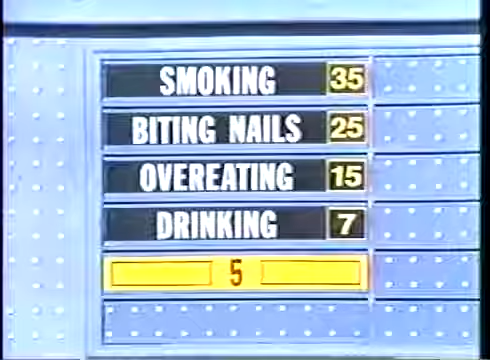 SMOKING 35
BITING NAILS 25
OVEREATING 15
DRINKING 7
5